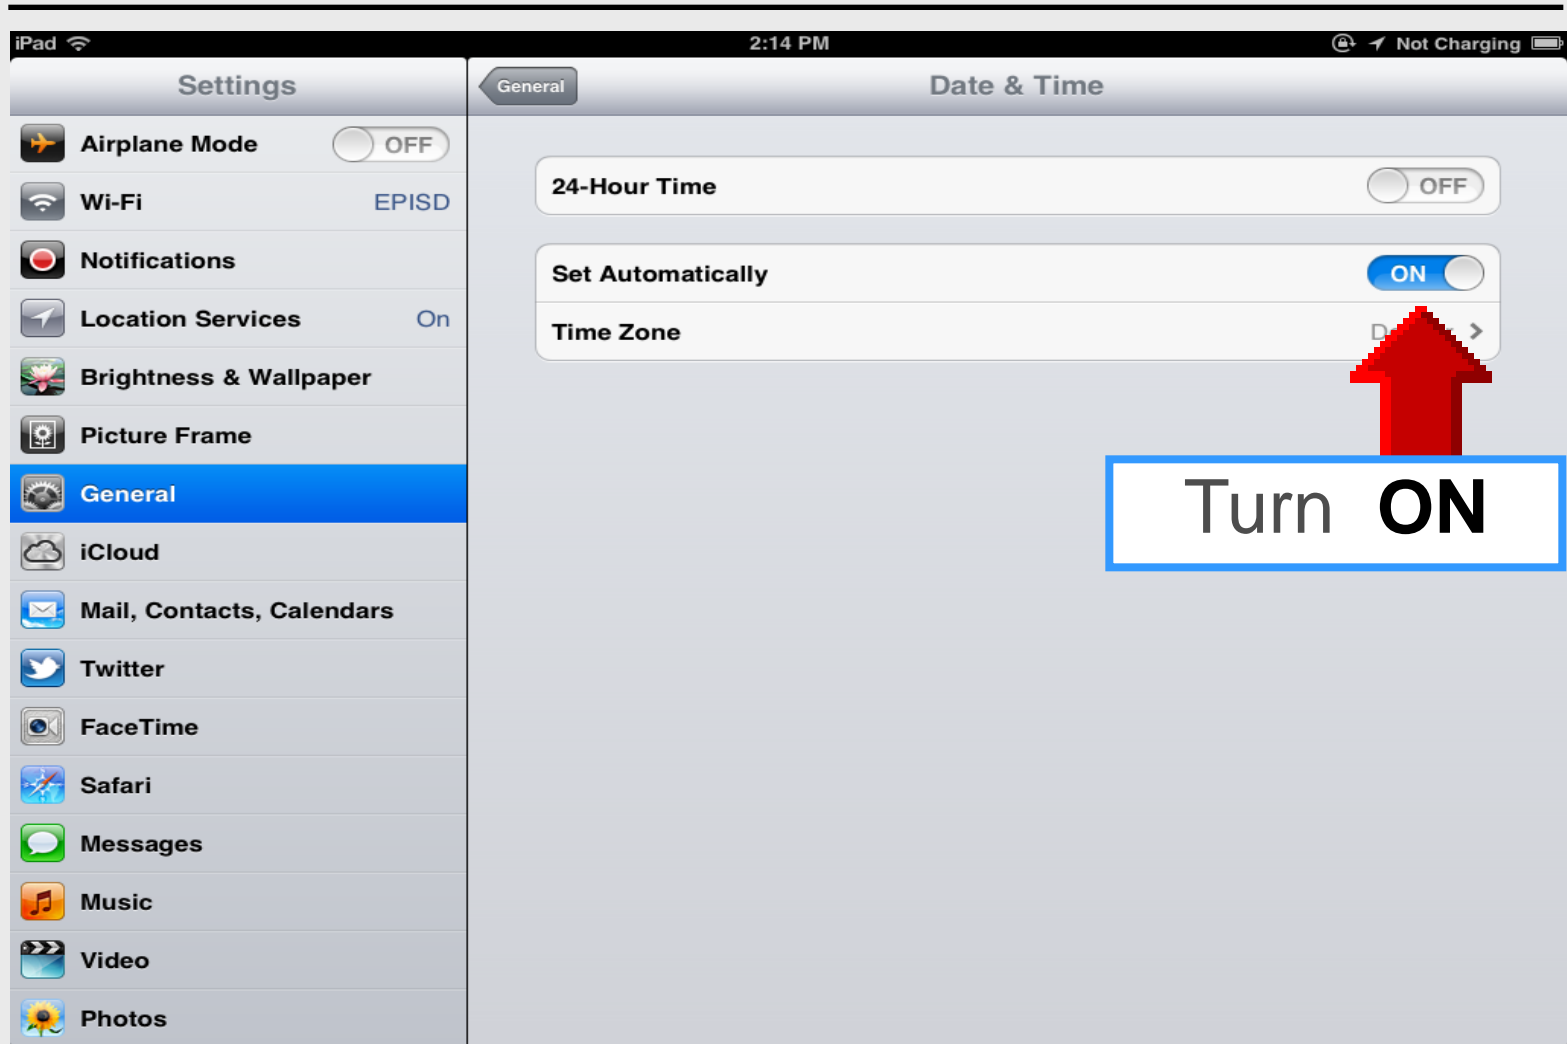 iPad 2:14 PM Not Charging
Settings
General Date & Time
Airplane Mode OFF
Wi-Fi EPISD
Notifications
Location Services On
Brightness & Wallpaper
Picture Frame
General
iCloud
Mail, Contacts, Calendars
Twitter
FaceTime
Safari
Messages
Music
Video
Photos
24-Hour Time OFF
Set Automatically ON
Time Zone
Turn ON